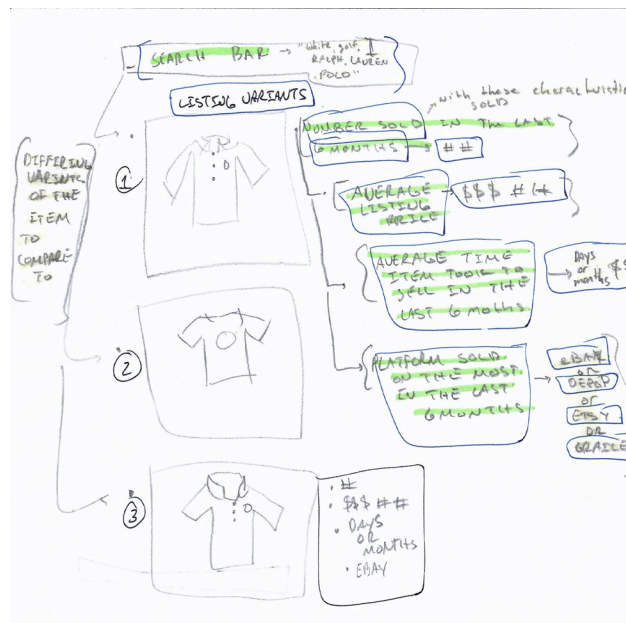 SEARCH BAR → "white, golf,
RALPH, LAUREN
, POLO"
LISTING VARIANTS
with these characteristic
SOLD
NUMBER SOLD IN THE LAST
6 MONTHS → ##
DIFFERING
VARIANTS
OF THE
ITEM
TO
COMPARE
TO
1
AVERAGE
LISTING
PRICE
→ $$$ # #
AVERAGE TIME
ITEM TOOK TO
SELL IN THE
LAST 6 MONTHS
→ DAYS
or
months
2
PLATFORM SOLD
ON THE MOST
IN THE LAST
6 MONTHS
→ eBAY
OR
DEPOP
or
ETSY
OR
GRAILE
3
• #
• $$$ ##
• DAYS
OR
MONTHS
• EBAY